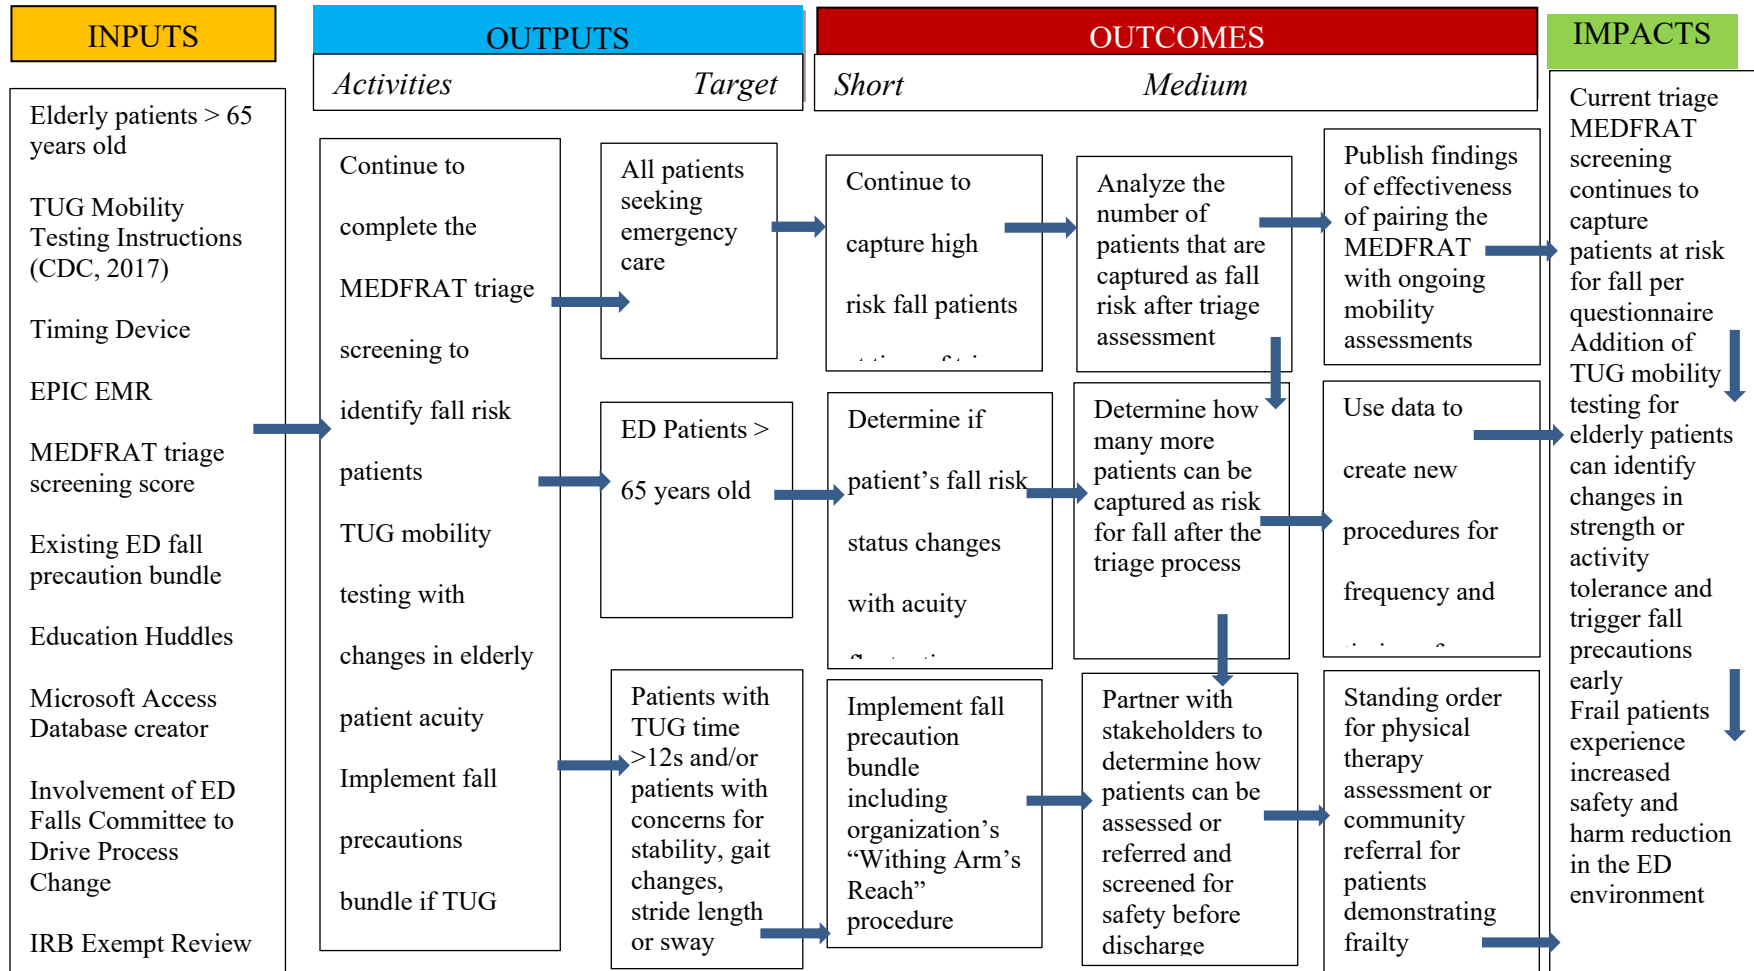 INPUTS
OUTPUTS
OUTCOMES
IMPACTS
Activities
Target
Short
Medium
Elderly patients > 65
years old
TUG Mobility
Testing Instructions
(CDC, 2017)
Timing Device
EPIC EMR
MEDFRAT triage
screening score
Existing ED fall
precaution bundle
Education Huddles
Microsoft Access
Database creator
Involvement of ED
Falls Committee to
Drive Process
Change
IRB Exempt Review
Continue to
complete the
MEDFRAT triage
screening to
identify fall risk
patients
TUG mobility
testing with
changes in elderly
patient acuity
Implement fall
precautions
bundle if TUG
All patients
seeking
emergency
care
ED Patients >
65 years old
Patients with
TUG time
>12s and/or
patients with
concerns for
stability, gait
changes,
stride length
or sway
Continue to
capture high
risk fall patients
Determine if
patient’s fall risk
status changes
with acuity
Implement fall
precaution
bundle
including
organization’s
“Withing Arm’s
Reach”
procedure
Analyze the
number of
patients that are
captured as fall
risk after triage
assessment
Determine how
many more
patients can be
captured as risk
for fall after the
triage process
Partner with
stakeholders to
determine how
patients can be
assessed or
referred and
screened for
safety before
discharge
Publish findings
of effectiveness
of pairing the
MEDFRAT
with ongoing
mobility
assessments
Use data to
create new
procedures for
frequency and
Standing order
for physical
therapy
assessment or
community
referral for
patients
demonstrating
frailty
Current triage
MEDFRAT
screening
continues to
capture
patients at risk
for fall per
questionnaire
Addition of
TUG mobility
testing for
elderly patients
can identify
changes in
strength or
activity
tolerance and
trigger fall
precautions
early
Frail patients
experience
increased
safety and
harm reduction
in the ED
environment